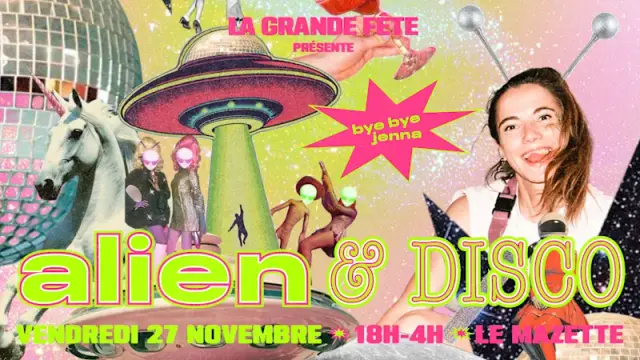 LA GRANDE FÊTE
PRÉSENTE
bye bye
jenna
alien & DISCO
VENDREDI 27 NOVEMBRE * 18H-4H * LE MAZETTE